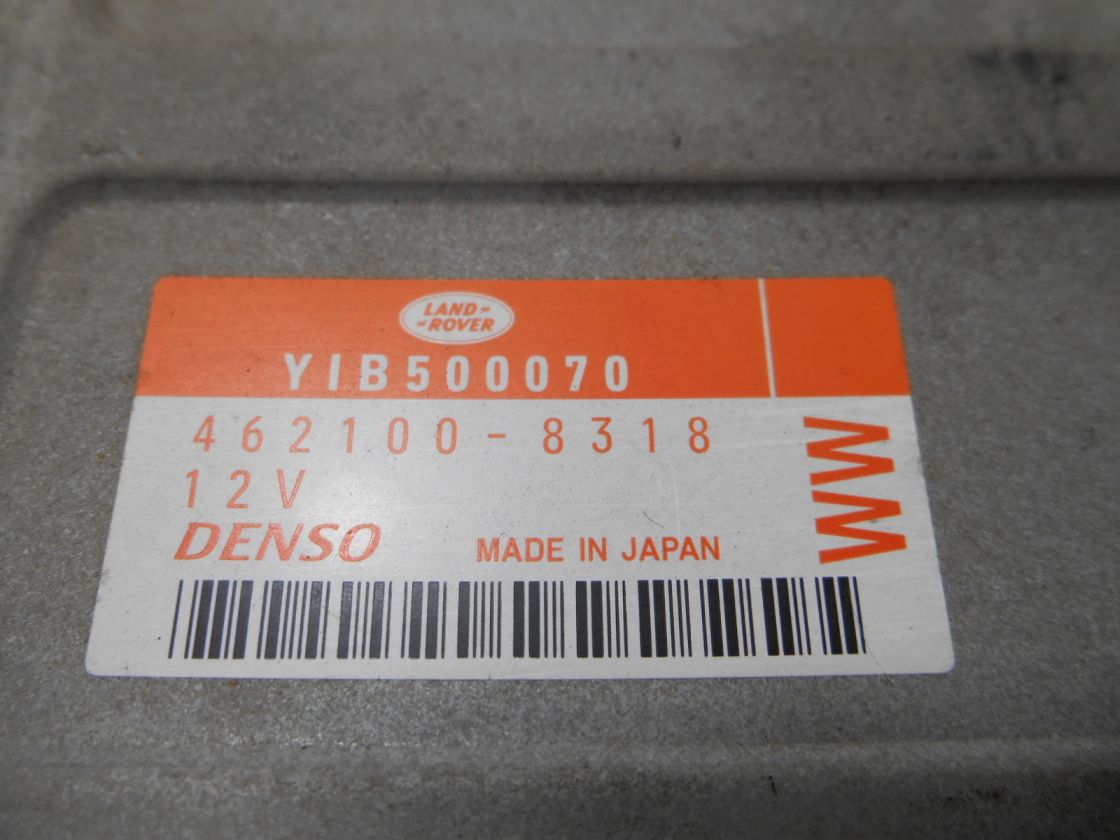 LAND-
-ROVER
YIB500070
462100-8318
12V
DENSO
MADE IN JAPAN
WW